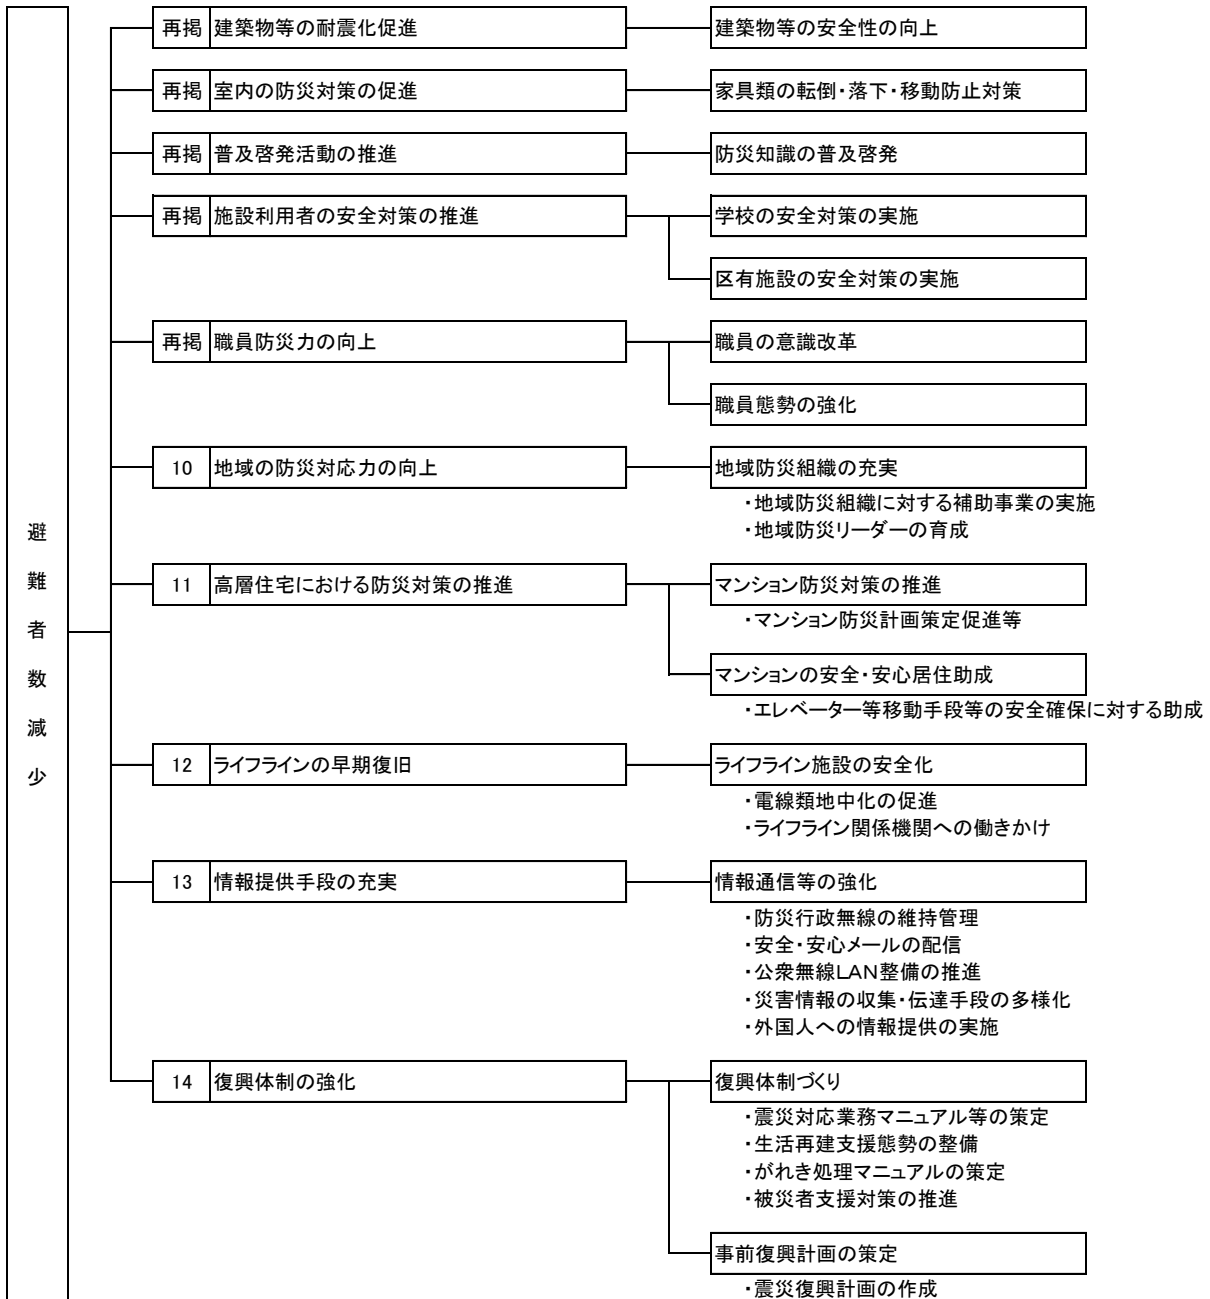 再掲 建築物等の耐震化促進 建築物等の安全性の向上
再掲 室内の防災対策の促進 家具類の転倒・落下・移動防止対策
再掲 普及啓発活動の推進 防災知識の普及啓発
再掲 施設利用者の安全対策の推進 学校の安全対策の実施
区有施設の安全対策の実施
再掲 職員防災力の向上 職員の意識改革
職員態勢の強化
10 地域の防災対応力の向上 地域防災組織の充実
・地域防災組織に対する補助事業の実施
・地域防災リーダーの育成
避難者数減少
11 高層住宅における防災対策の推進 マンション防災対策の推進
・マンション防災計画策定促進等
マンションの安全・安心居住助成
・エレベーター等移動手段等の安全確保に対する助成
12 ライフラインの早期復旧 ライフライン施設の安全化
・電線類地中化の促進
・ライフライン関係機関への働きかけ
13 情報提供手段の充実 情報通信等の強化
・防災行政無線の維持管理
・安全・安心メールの配信
・公衆無線LAN整備の推進
・災害情報の収集・伝達手段の多様化
・外国人への情報提供の実施
14 復興体制の強化 復興体制づくり
・震災対応業務マニュアル等の策定
・生活再建支援態勢の整備
・がれき処理マニュアルの策定
・被災者支援対策の推進
事前復興計画の策定
・震災復興計画の作成